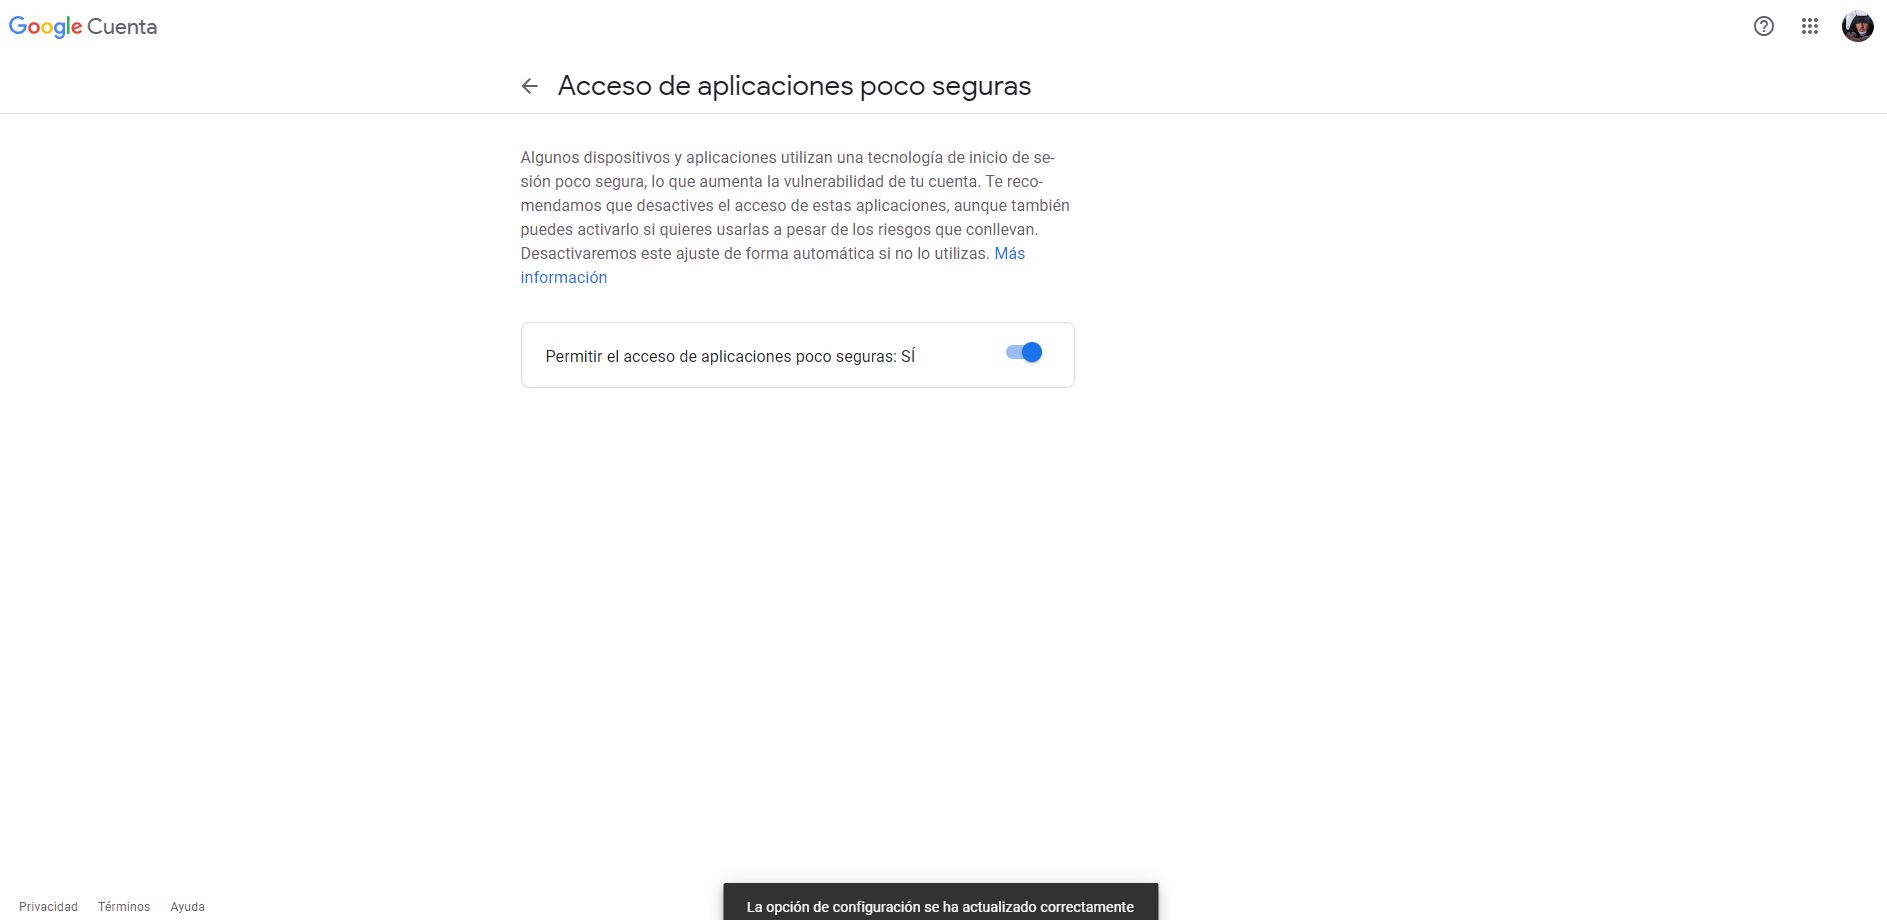 Google Cuenta
Acceso de aplicaciones poco seguras
Algunos dispositivos y aplicaciones utilizan una tecnología de inicio de se-
sión poco segura, lo que aumenta la vulnerabilidad de tu cuenta. Te reco-
mendamos que desactives el acceso de estas aplicaciones, aunque también
puedes activarlo si quieres usarlas a pesar de los riesgos que conllevan.
Desactivaremos este ajuste de forma automática si no lo utilizas. Más
información
Permitir el acceso de aplicaciones poco seguras: SÍ
Privacidad Términos Ayuda
La opción de configuración se ha actualizado correctamente